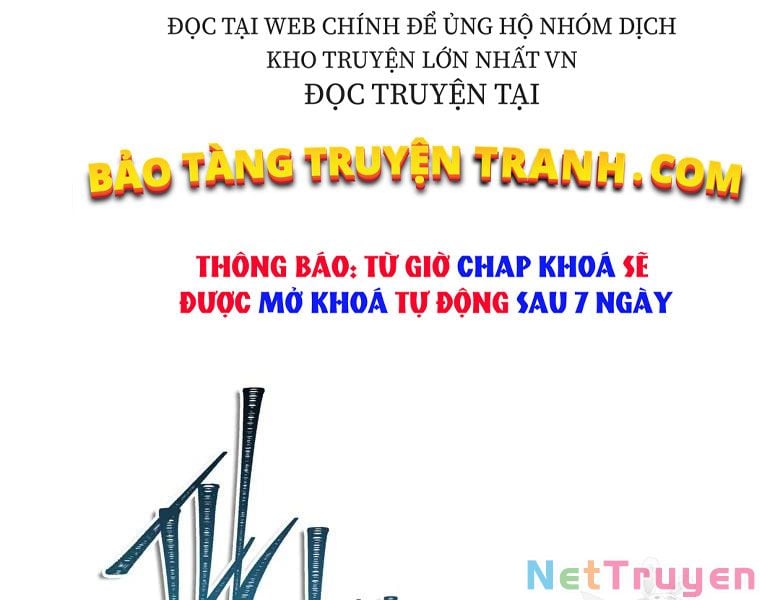 ĐỌC TẠI WEB CHÍNH ĐỂ ỦNG HỘ NHÓM DỊCH
KHO TRUYỆN LỚN NHẤT VN
ĐỌC TRUYỆN TẠI
BẢO TÀNG TRUYỆN TRANH.COM
THÔNG BÁO: TỪ GIỜ CHAP KHOÁ SẼ
ĐƯỢC MỞ KHOÁ TỰ ĐỘNG SAU 7 NGÀY
NetTruyen